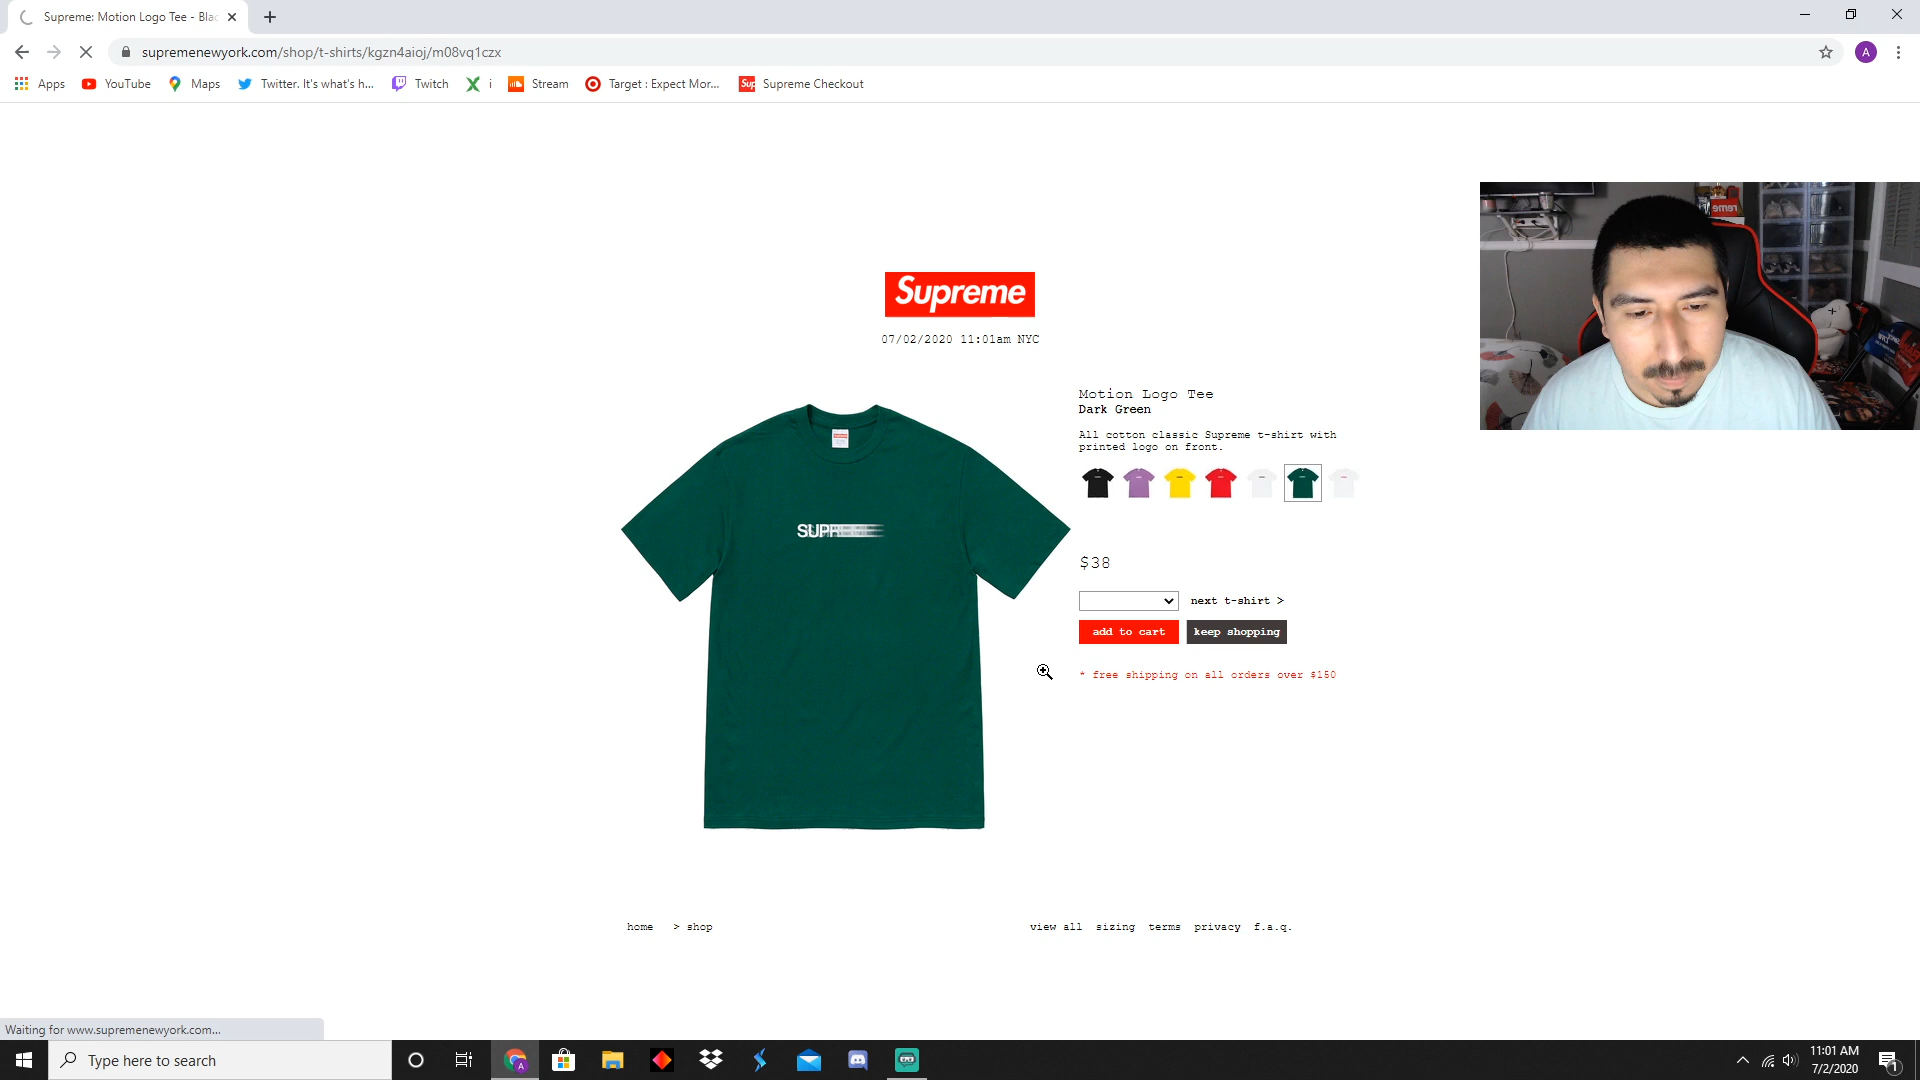 Supreme: Motion Logo Tee - Blac
supremenewyork.com/shop/t-shirts/kgzn4aioj/m08vq1czx
A
Apps
YouTube
Maps
Twitter. It's what's h...
Twitch
i
Stream
Target : Expect Mor...
Sup
Supreme Checkout
Supreme
07/02/2020 11:01am NYC
Motion Logo Tee
Dark Green
All cotton classic Supreme t-shirt with
printed logo on front.
SUPR
$38
next t-shirt >
add to cart
keep shopping
* free shipping on all orders over $150
home > shop
view all sizing terms privacy f.a.q.
Waiting for www.supremenewyork.com...
Type here to search
A
11:01 AM
7/2/2020
1